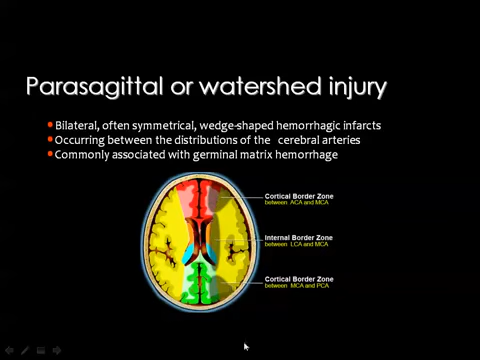 Parasagittal or watershed injury
Bilateral, often symmetrical, wedge-shaped hemorrhagic infarcts
Occurring between the distributions of the cerebral arteries
Commonly associated with germinal matrix hemorrhage
Cortical Border Zone
between ACA and MCA
Internal Border Zone
between LCA and MCA
Cortical Border Zone
between MCA and PCA